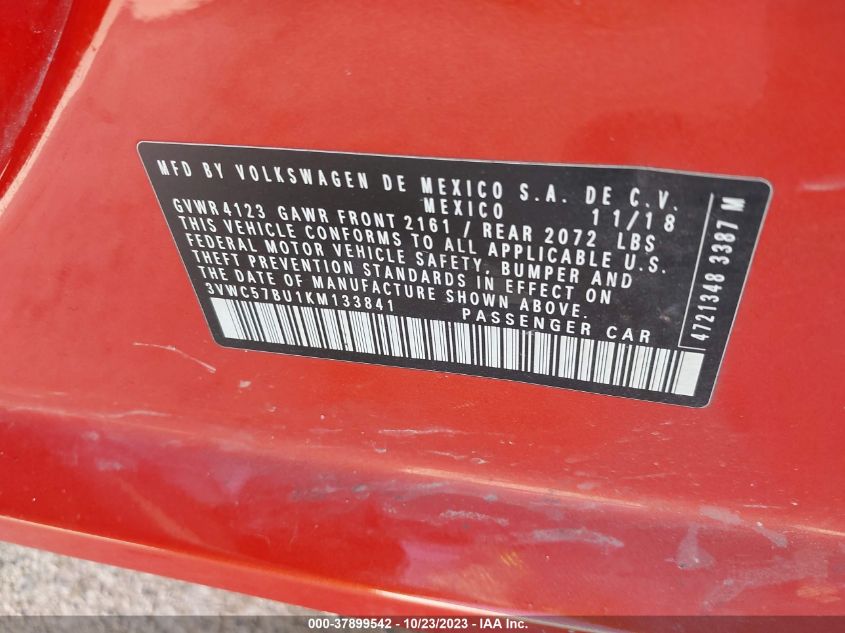 MFD BY VOLKSWAGEN DE MEXICO S.A. DE C.V.
MEXICO 11/18
GVWR 4123 GAWR FRONT 2161 / REAR 2072 LBS
THIS VEHICLE CONFORMS TO ALL APPLICABLE U.S.
FEDERAL MOTOR VEHICLE SAFETY, BUMPER AND
THEFT PREVENTION STANDARDS IN EFFECT ON
THE DATE OF MANUFACTURE SHOWN ABOVE.
3VWC57BU1KM133841 PASSENGER CAR
4721348 3387 M
000-37899542 | 10/23/2023 - IAA Inc.